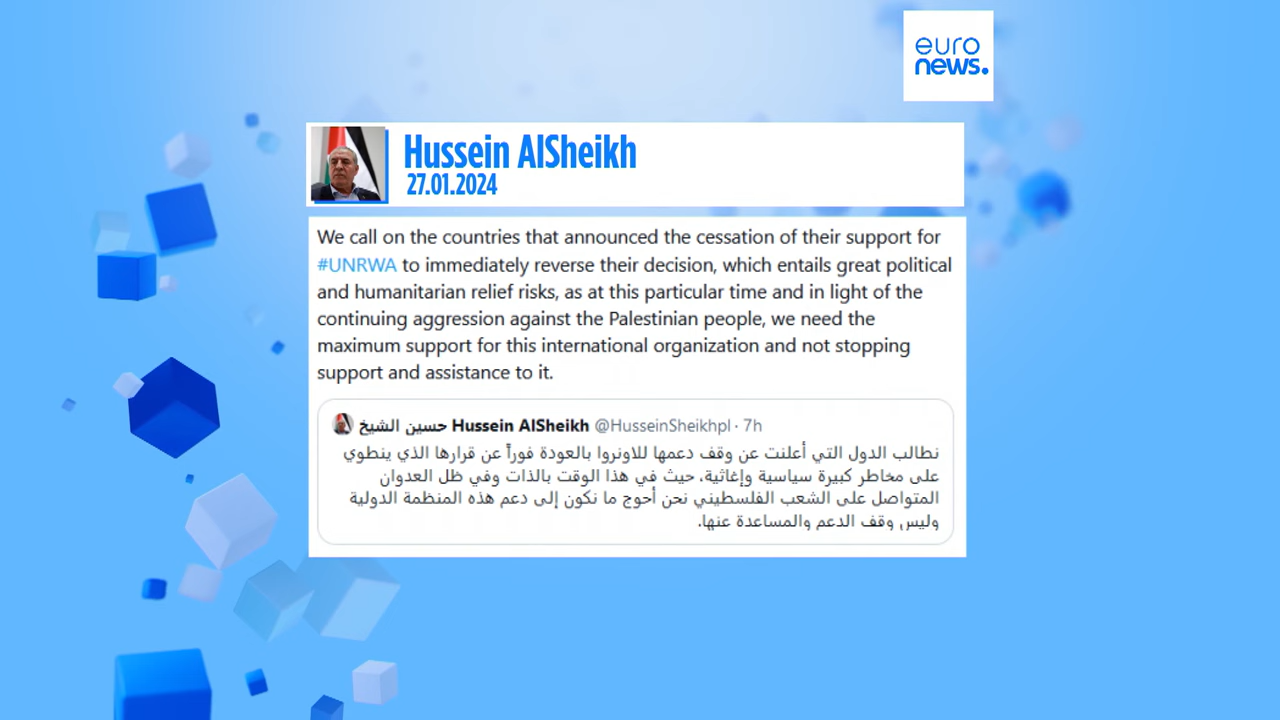 euro
news.
Hussein AlSheikh
27.01.2024
We call on the countries that announced the cessation of their support for
#UNRWA to immediately reverse their decision, which entails great political
and humanitarian relief risks, as at this particular time and in light of the
continuing aggression against the Palestinian people, we need the
maximum support for this international organization and not stopping
support and assistance to it.
حسين الشيخ Hussein AlSheikh @HusseinSheikhpl · 7h
نطالب الدول التي أعلنت عن وقف دعمها للاونروا بالعودة فوراً عن قرارها الذي ينطوي
على مخاطر كبيرة سياسية وإغاثية، حيث في هذا الوقت بالذات وفي ظل العدوان
المتواصل على الشعب الفلسطيني نحن أحوج ما نكون إلى دعم هذه المنظمة الدولية
وليس وقف الدعم والمساعدة عنها.